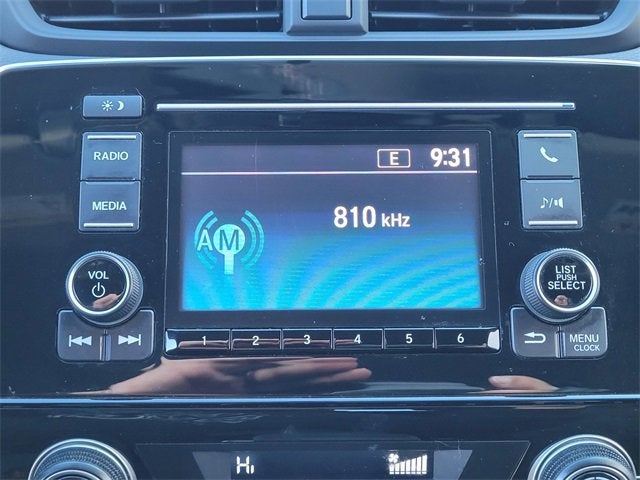 E 9:31
RADIO
MEDIA
810 kHz
AM
VOL
LIST
PUSH
SELECT
1 2 3 4 5 6
MENU
CLOCK
Hi